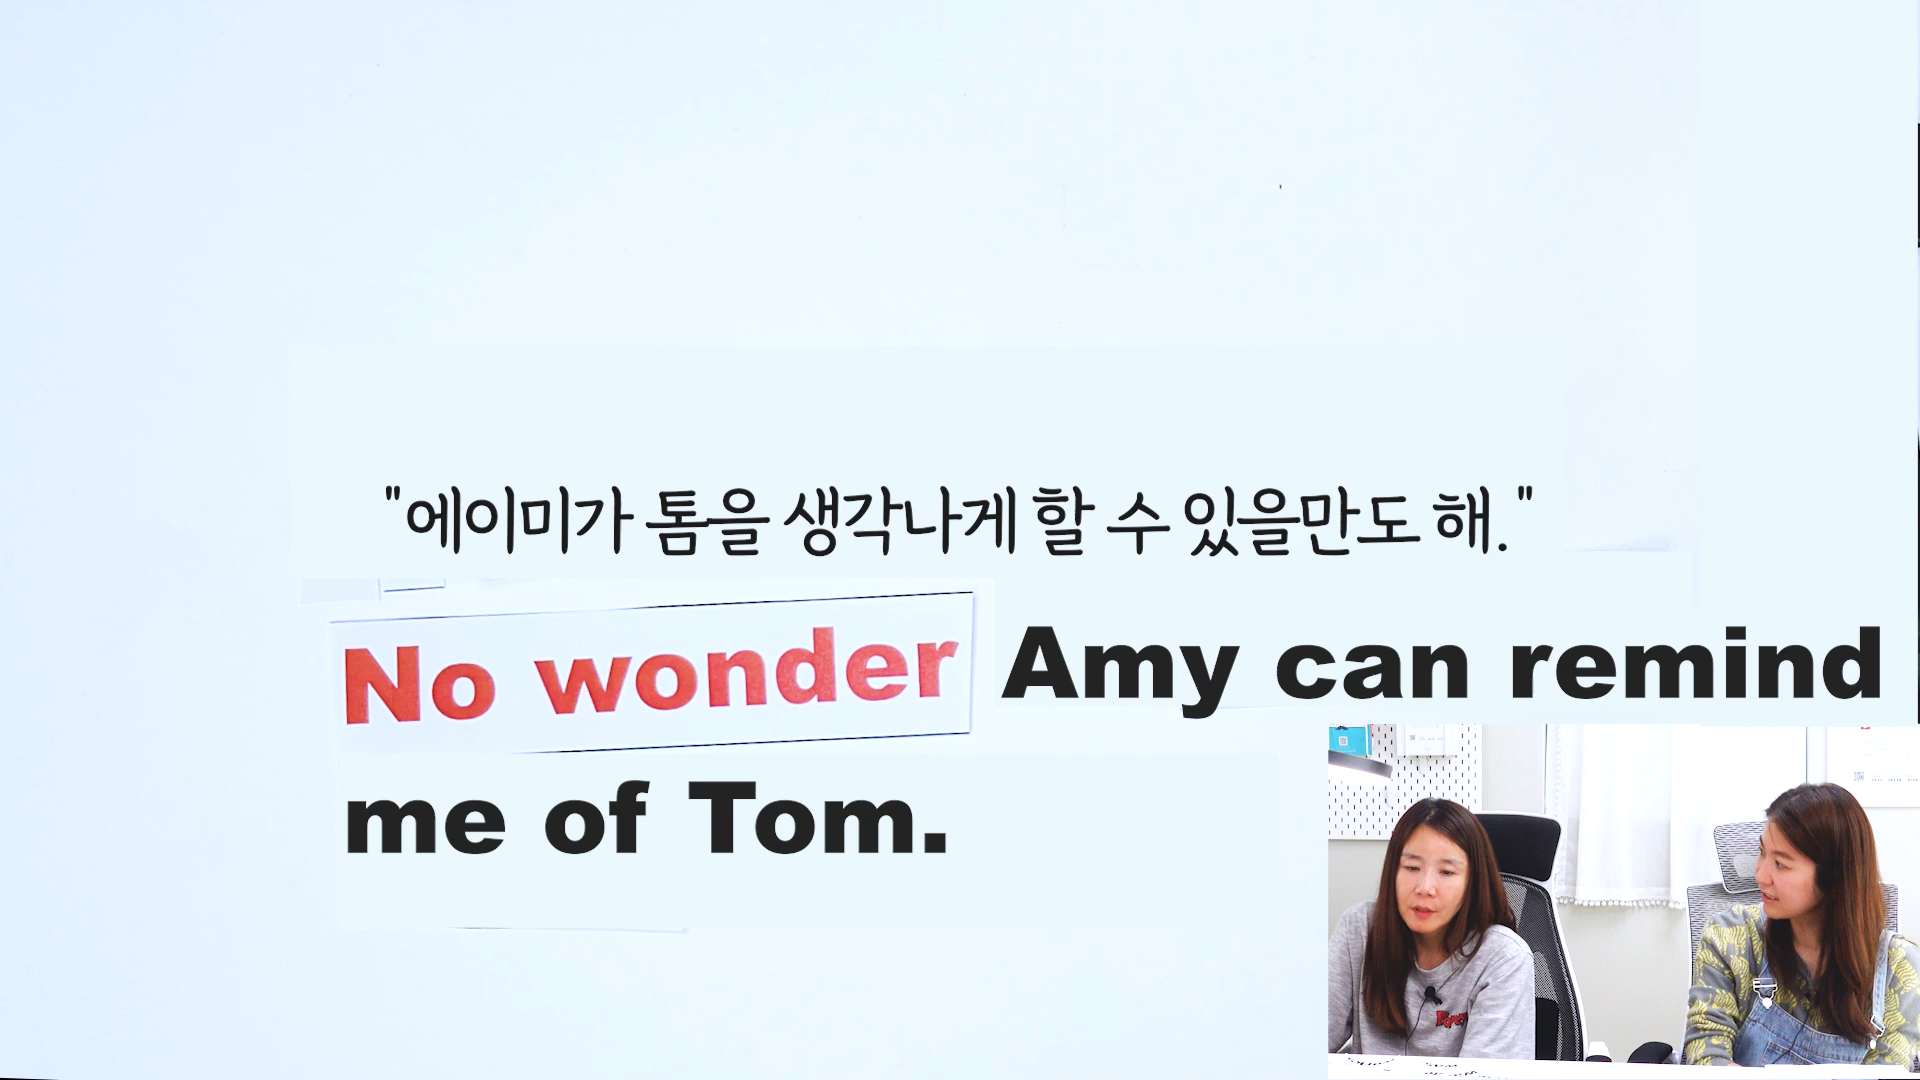 "에이미가 톰을 생각나게 할 수 있을만도 해."
No wonder Amy can remind
me of Tom.